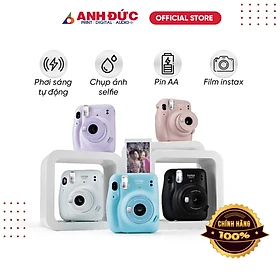 ANH ĐỨC
PRINT DIGITAL AUDIO
OFFICIAL STORE
Phơi sáng
tự động
Chụp ảnh
selfie
Pin AA
Film instax
CHÍNH HÃNG
100%